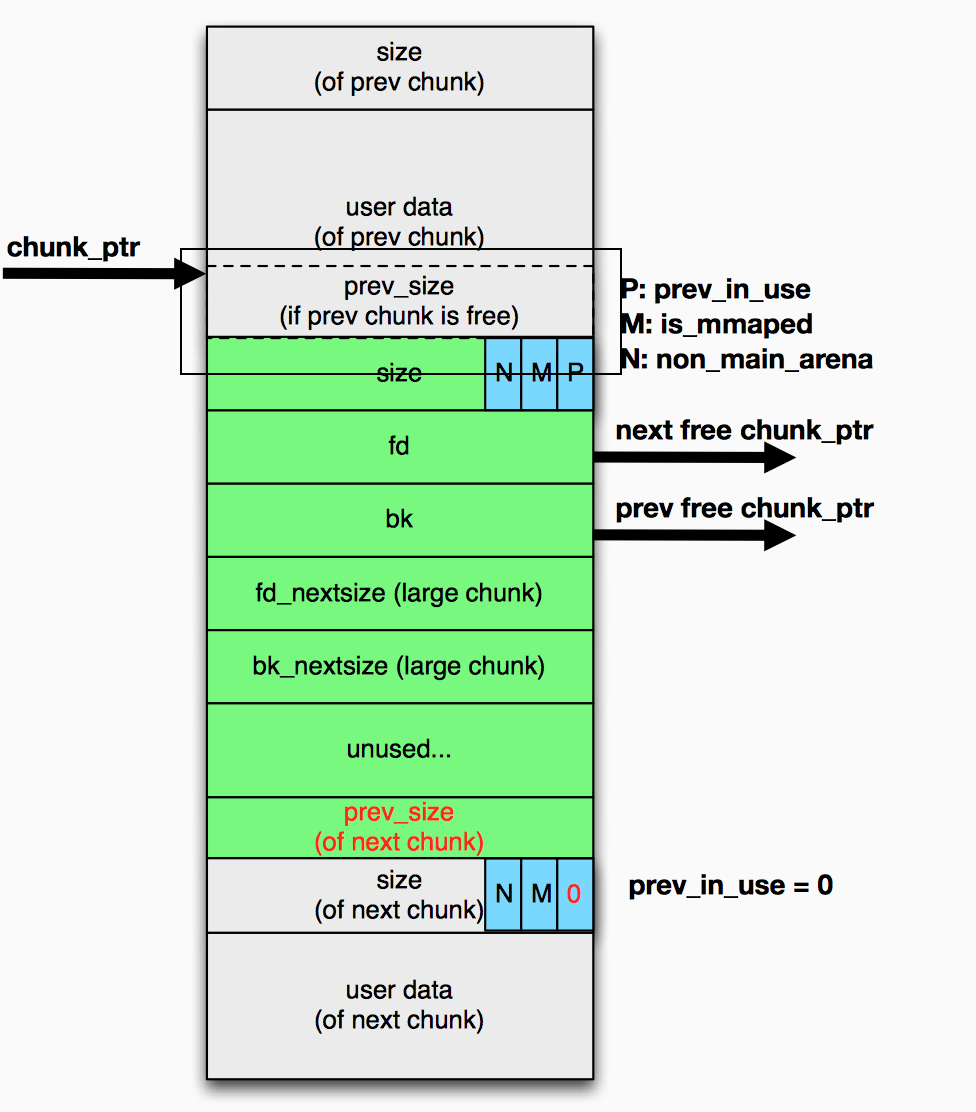 size
(of prev chunk)
user data
(of prev chunk)
chunk_ptr
prev_size
(if prev chunk is free)
P: prev_in_use
M: is_mmaped
N: non_main_arena
size N M P
fd
next free chunk_ptr
bk
prev free chunk_ptr
fd_nextsize (large chunk)
bk_nextsize (large chunk)
unused...
prev_size
(of next chunk)
size
(of next chunk) N M 0
prev_in_use = 0
user data
(of next chunk)